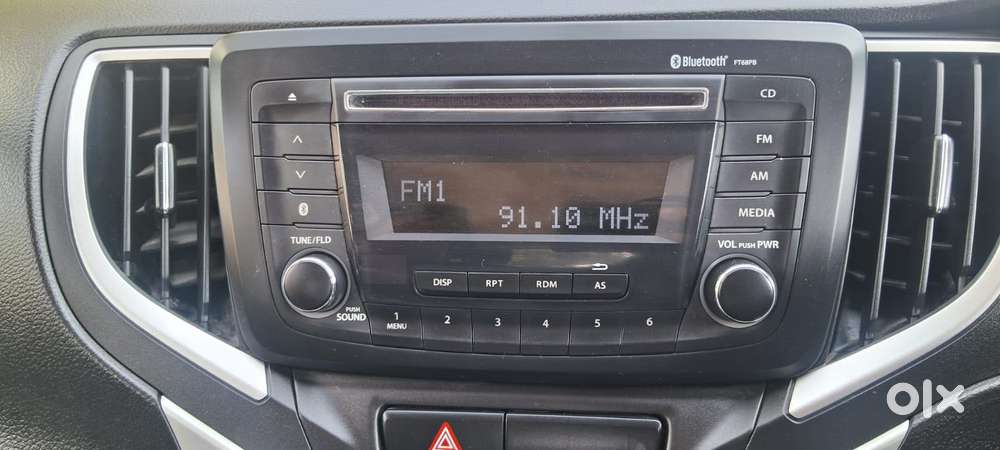 Bluetooth® FT68PB
CD
FM
AM
MEDIA
FM1
91.10 MHz
TUNE/FLD
VOL PUSH PWR
DISP RPT RDM AS
PUSH
SOUND
1 2 3 4 5 6
MENU
olx